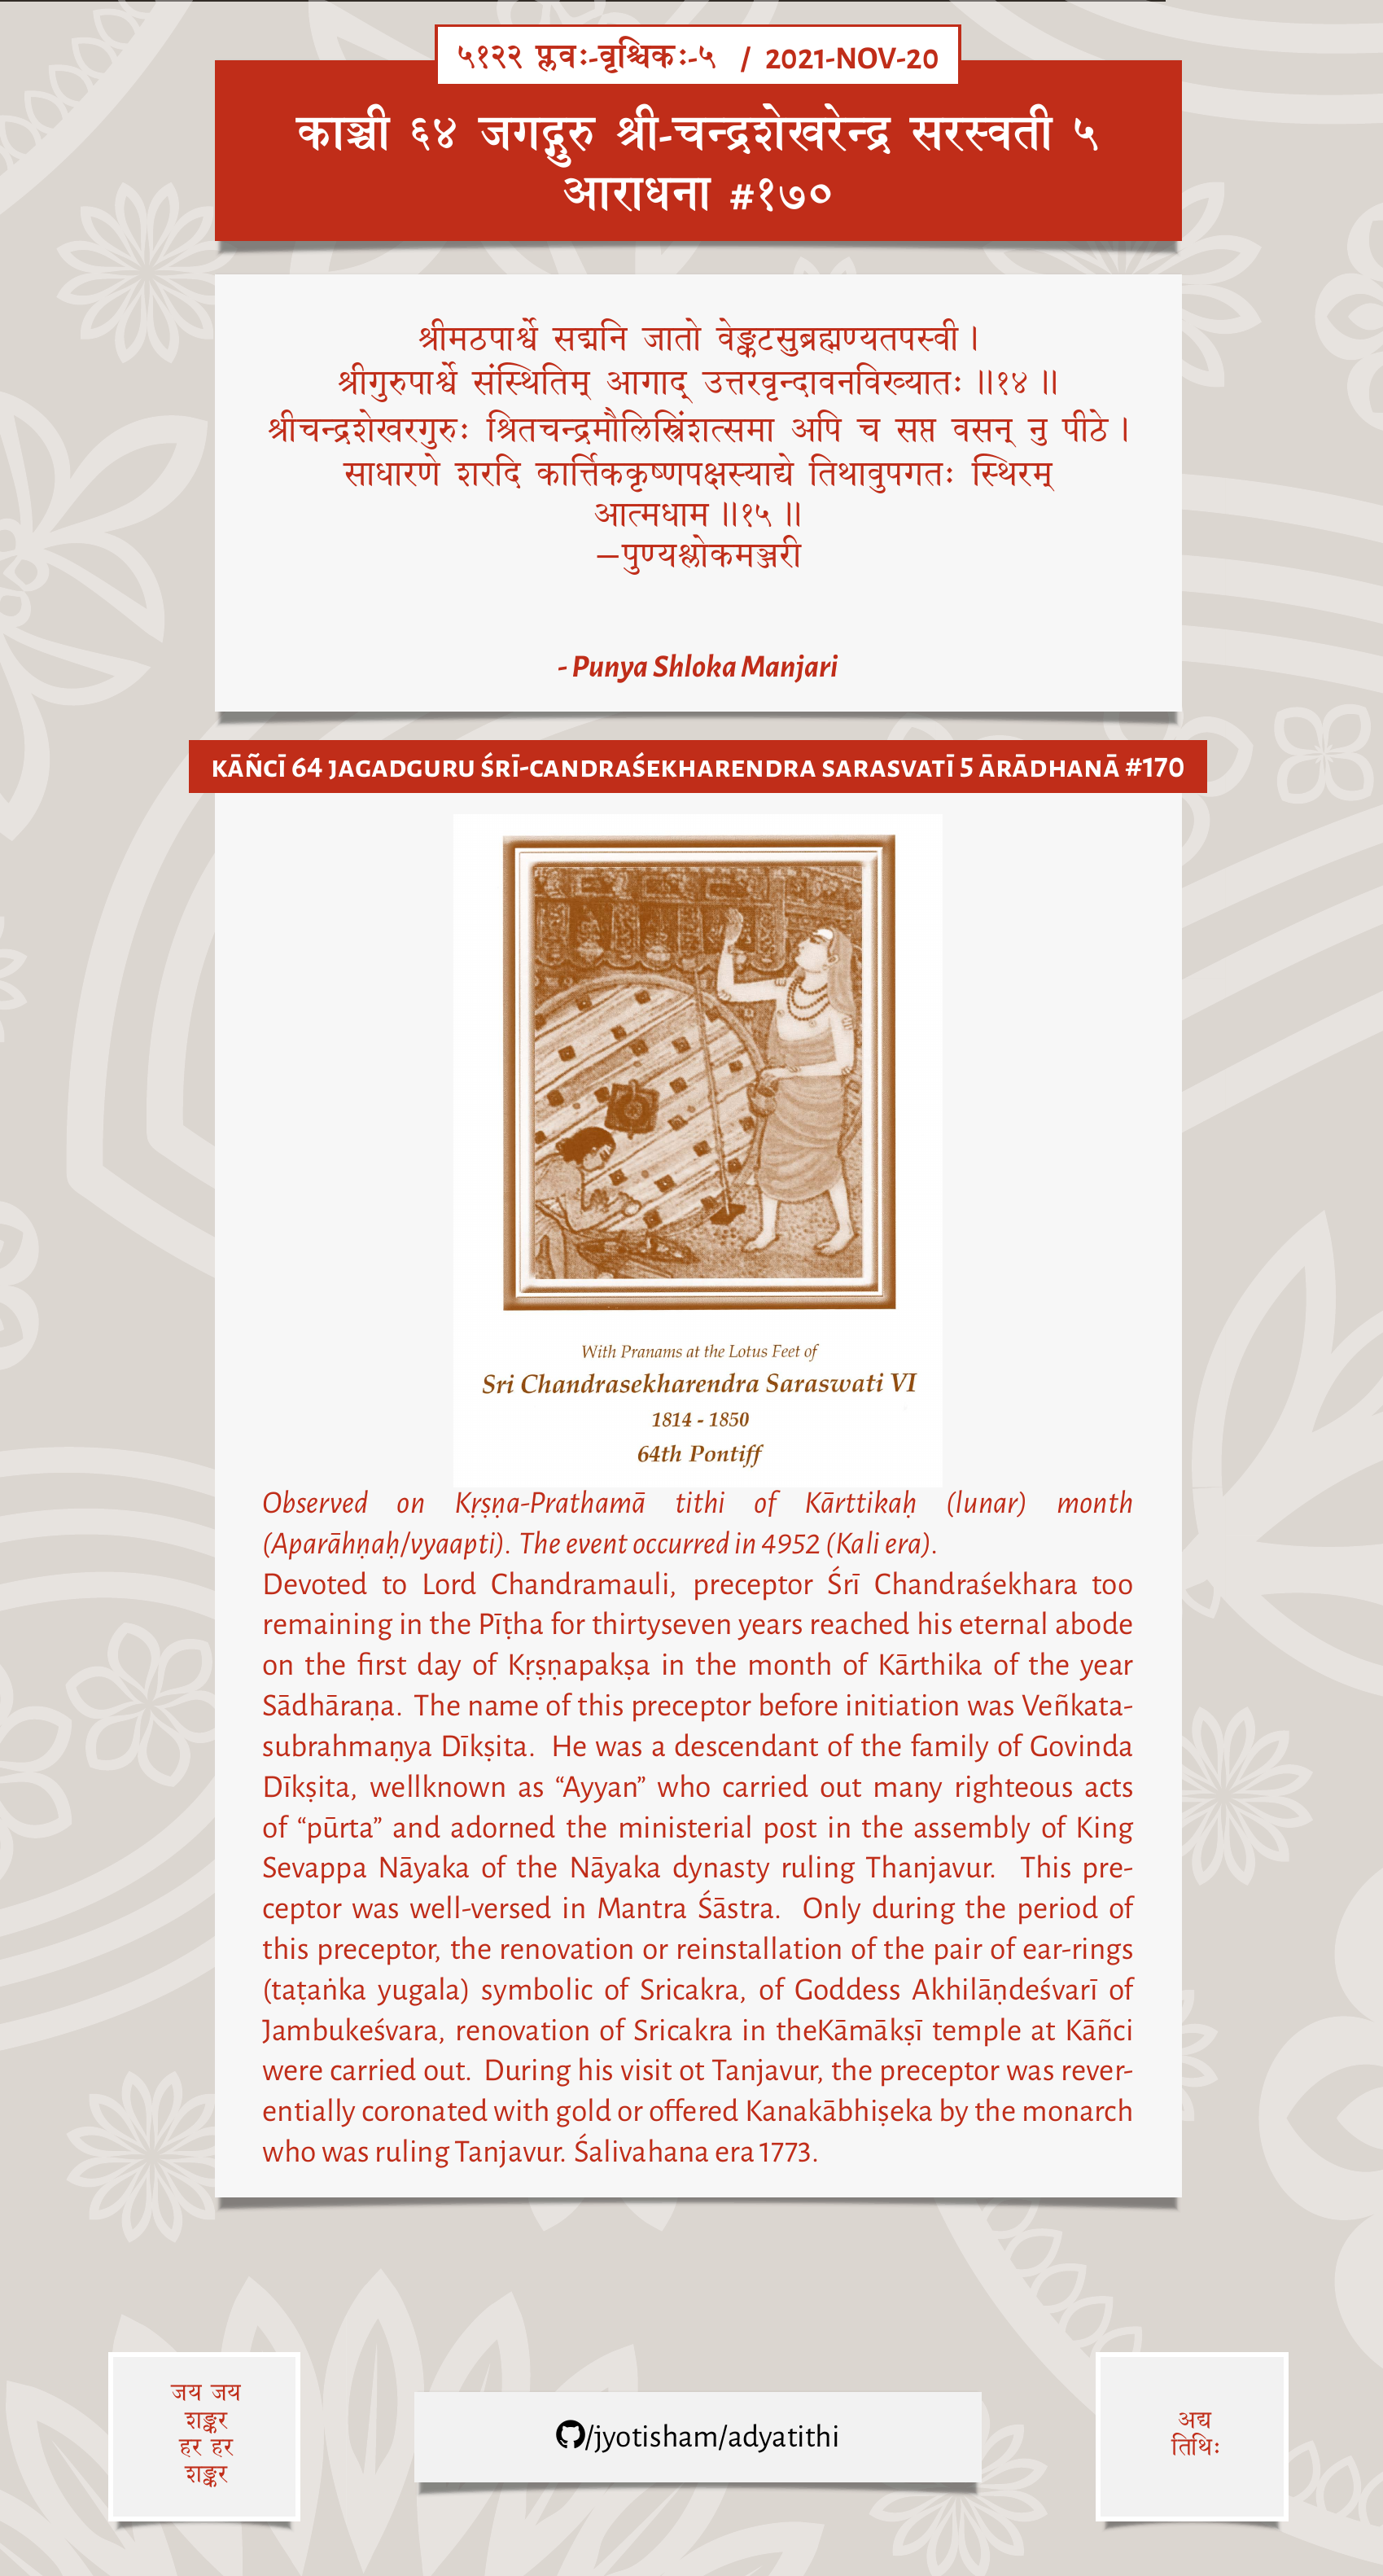 ५१२२ प्लवः-वृश्चिकः-५ / 2021-NOV-20
काञ्ची ६४ जगद्गुरु श्री-चन्द्रशेखरेन्द्र सरस्वती ५
आराधना #१७०
श्रीमठपार्श्वे सद्मनि जातो वेङ्कटसुब्रह्मण्यतपस्वी।
श्रीगुरुपार्श्वे संस्थितिम् आगाद् उत्तरवृन्दावनविख्यातः॥१४॥
श्रीचन्द्रशेखरगुरुः श्रितचन्द्रमौलिस्त्रिंशत्समा अपि च सप्त वसन् नु पीठे।
साधारणे शरदि कार्त्तिककृष्णपक्षस्याद्ये तिथावुपगतः स्थिरम्
आत्मधाम॥१५॥
—पुण्यश्लोकमञ्जरी
- Punya Shloka Manjari
KĀÑCĪ 64 JAGADGURU ŚRĪ-CANDRAŚEKHARENDRA SARASVATĪ 5 ĀRĀDHANĀ #170
With Pranams at the Lotus Feet of
Sri Chandrasekharendra Saraswati VI
1814 - 1850
64th Pontiff
Observed on Kṛṣṇa-Prathamā tithi of Kārttikaḥ (lunar) month
(Aparāhṇaḥ/vyaapti). The event occurred in 4952 (Kali era).
Devoted to Lord Chandramauli, preceptor Śrī Chandraśekhara too
remaining in the Pīṭha for thirtyseven years reached his eternal abode
on the first day of Kṛṣṇapakṣa in the month of Kārthika of the year
Sādhāraṇa. The name of this preceptor before initiation was Veñkata-
subrahmaṇya Dīkṣita. He was a descendant of the family of Govinda
Dīkṣita, wellknown as “Ayyan” who carried out many righteous acts
of “pūrta” and adorned the ministerial post in the assembly of King
Sevappa Nāyaka of the Nāyaka dynasty ruling Thanjavur. This pre-
ceptor was well-versed in Mantra Śāstra. Only during the period of
this preceptor, the renovation or reinstallation of the pair of ear-rings
(taṭaṅka yugala) symbolic of Sricakra, of Goddess Akhilāṇdeśvarī of
Jambukeśvara, renovation of Sricakra in theKāmākṣī temple at Kāñci
were carried out. During his visit ot Tanjavur, the preceptor was rever-
entially coronated with gold or offered Kanakābhiṣeka by the monarch
who was ruling Tanjavur. Śalivahana era 1773.
जय जय
शङ्कर
हर हर
शङ्कर
/jyotisham/adyatithi
अद्य
तिथिः